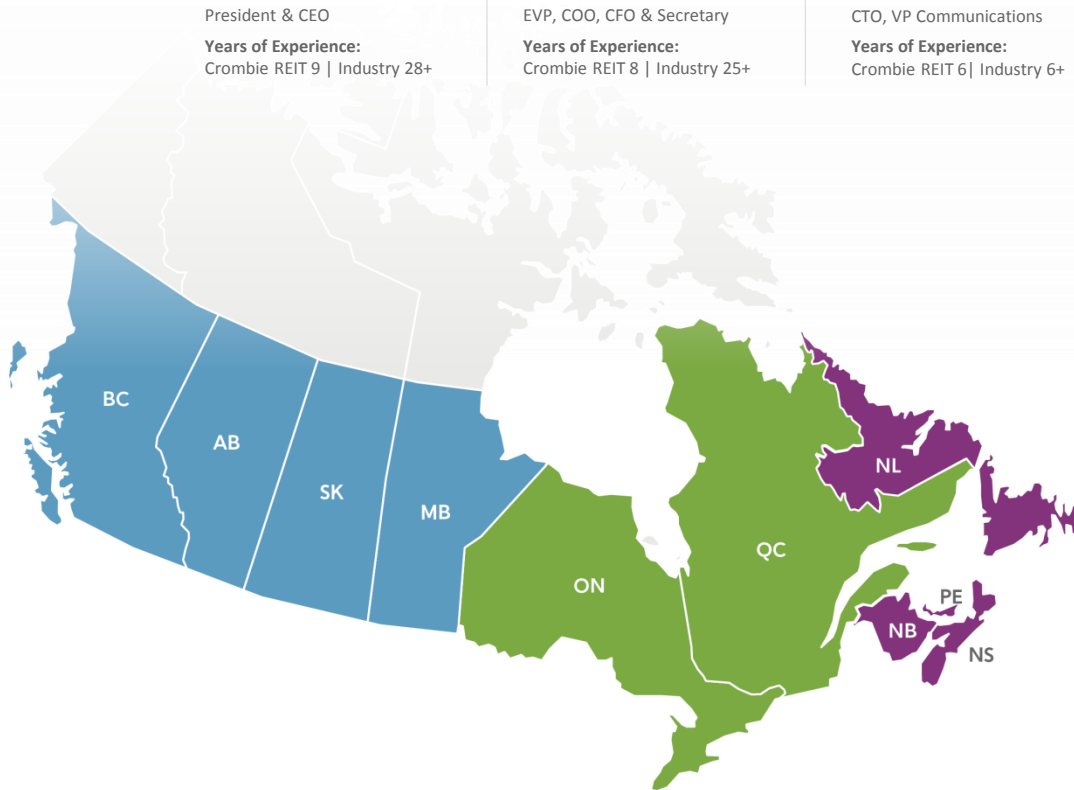 President & CEO
Years of Experience:
Crombie REIT 9 | Industry 28+
EVP, COO, CFO & Secretary
Years of Experience:
Crombie REIT 8 | Industry 25+
CTO, VP Communications
Years of Experience:
Crombie REIT 6| Industry 6+
BC
AB
SK
MB
ON
QC
NL
PE
NB
NS